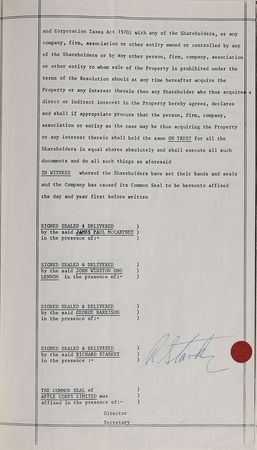 and Corporation Taxes Act 1970) with any of the Shareholders, or any
company, firm, association or other entity owned or controlled by any
of the Shareholders or by any other person, firm, company, association
or other entity to whom sale of the Property is prohibited under the
terms of the Resolution should at any time hereafter acquire the
Property or any interest therein then any Shareholder who thus acquires a
direct or indirect interest in the Property hereby agrees, declares
and shall if appropriate procure that the person, firm, company,
association or entity as the case may be thus acquiring the Property
or any interest therein shall hold the same ON TRUST for all the
Shareholders in equal shares absolutely and shall execute all such
documents and do all such things as aforesaid
IN WITNESS whereof the Shareholders have set their hands and seals
and the Company has caused its Common Seal to be hereunto affixed
the day and year first before written
SIGNED SEALED & DELIVERED )
by the said JAMES PAUL McCARTNEY )
in the presence of:- )
SIGNED SEALED & DELIVERED )
by the said JOHN WINSTON ONO )
LENNON in the presence of:- )
SIGNED SEALED & DELIVERED )
by the said GEORGE HARRISON )
in the presence of:- )
SIGNED SEALED & DELIVERED )
by the said RICHARD STARKEY )
in the presence :- )
R Starkey
THE COMMON SEAL of )
APPLE CORPS LIMITED was )
affixed in the presence of:- )
Director
Secretary